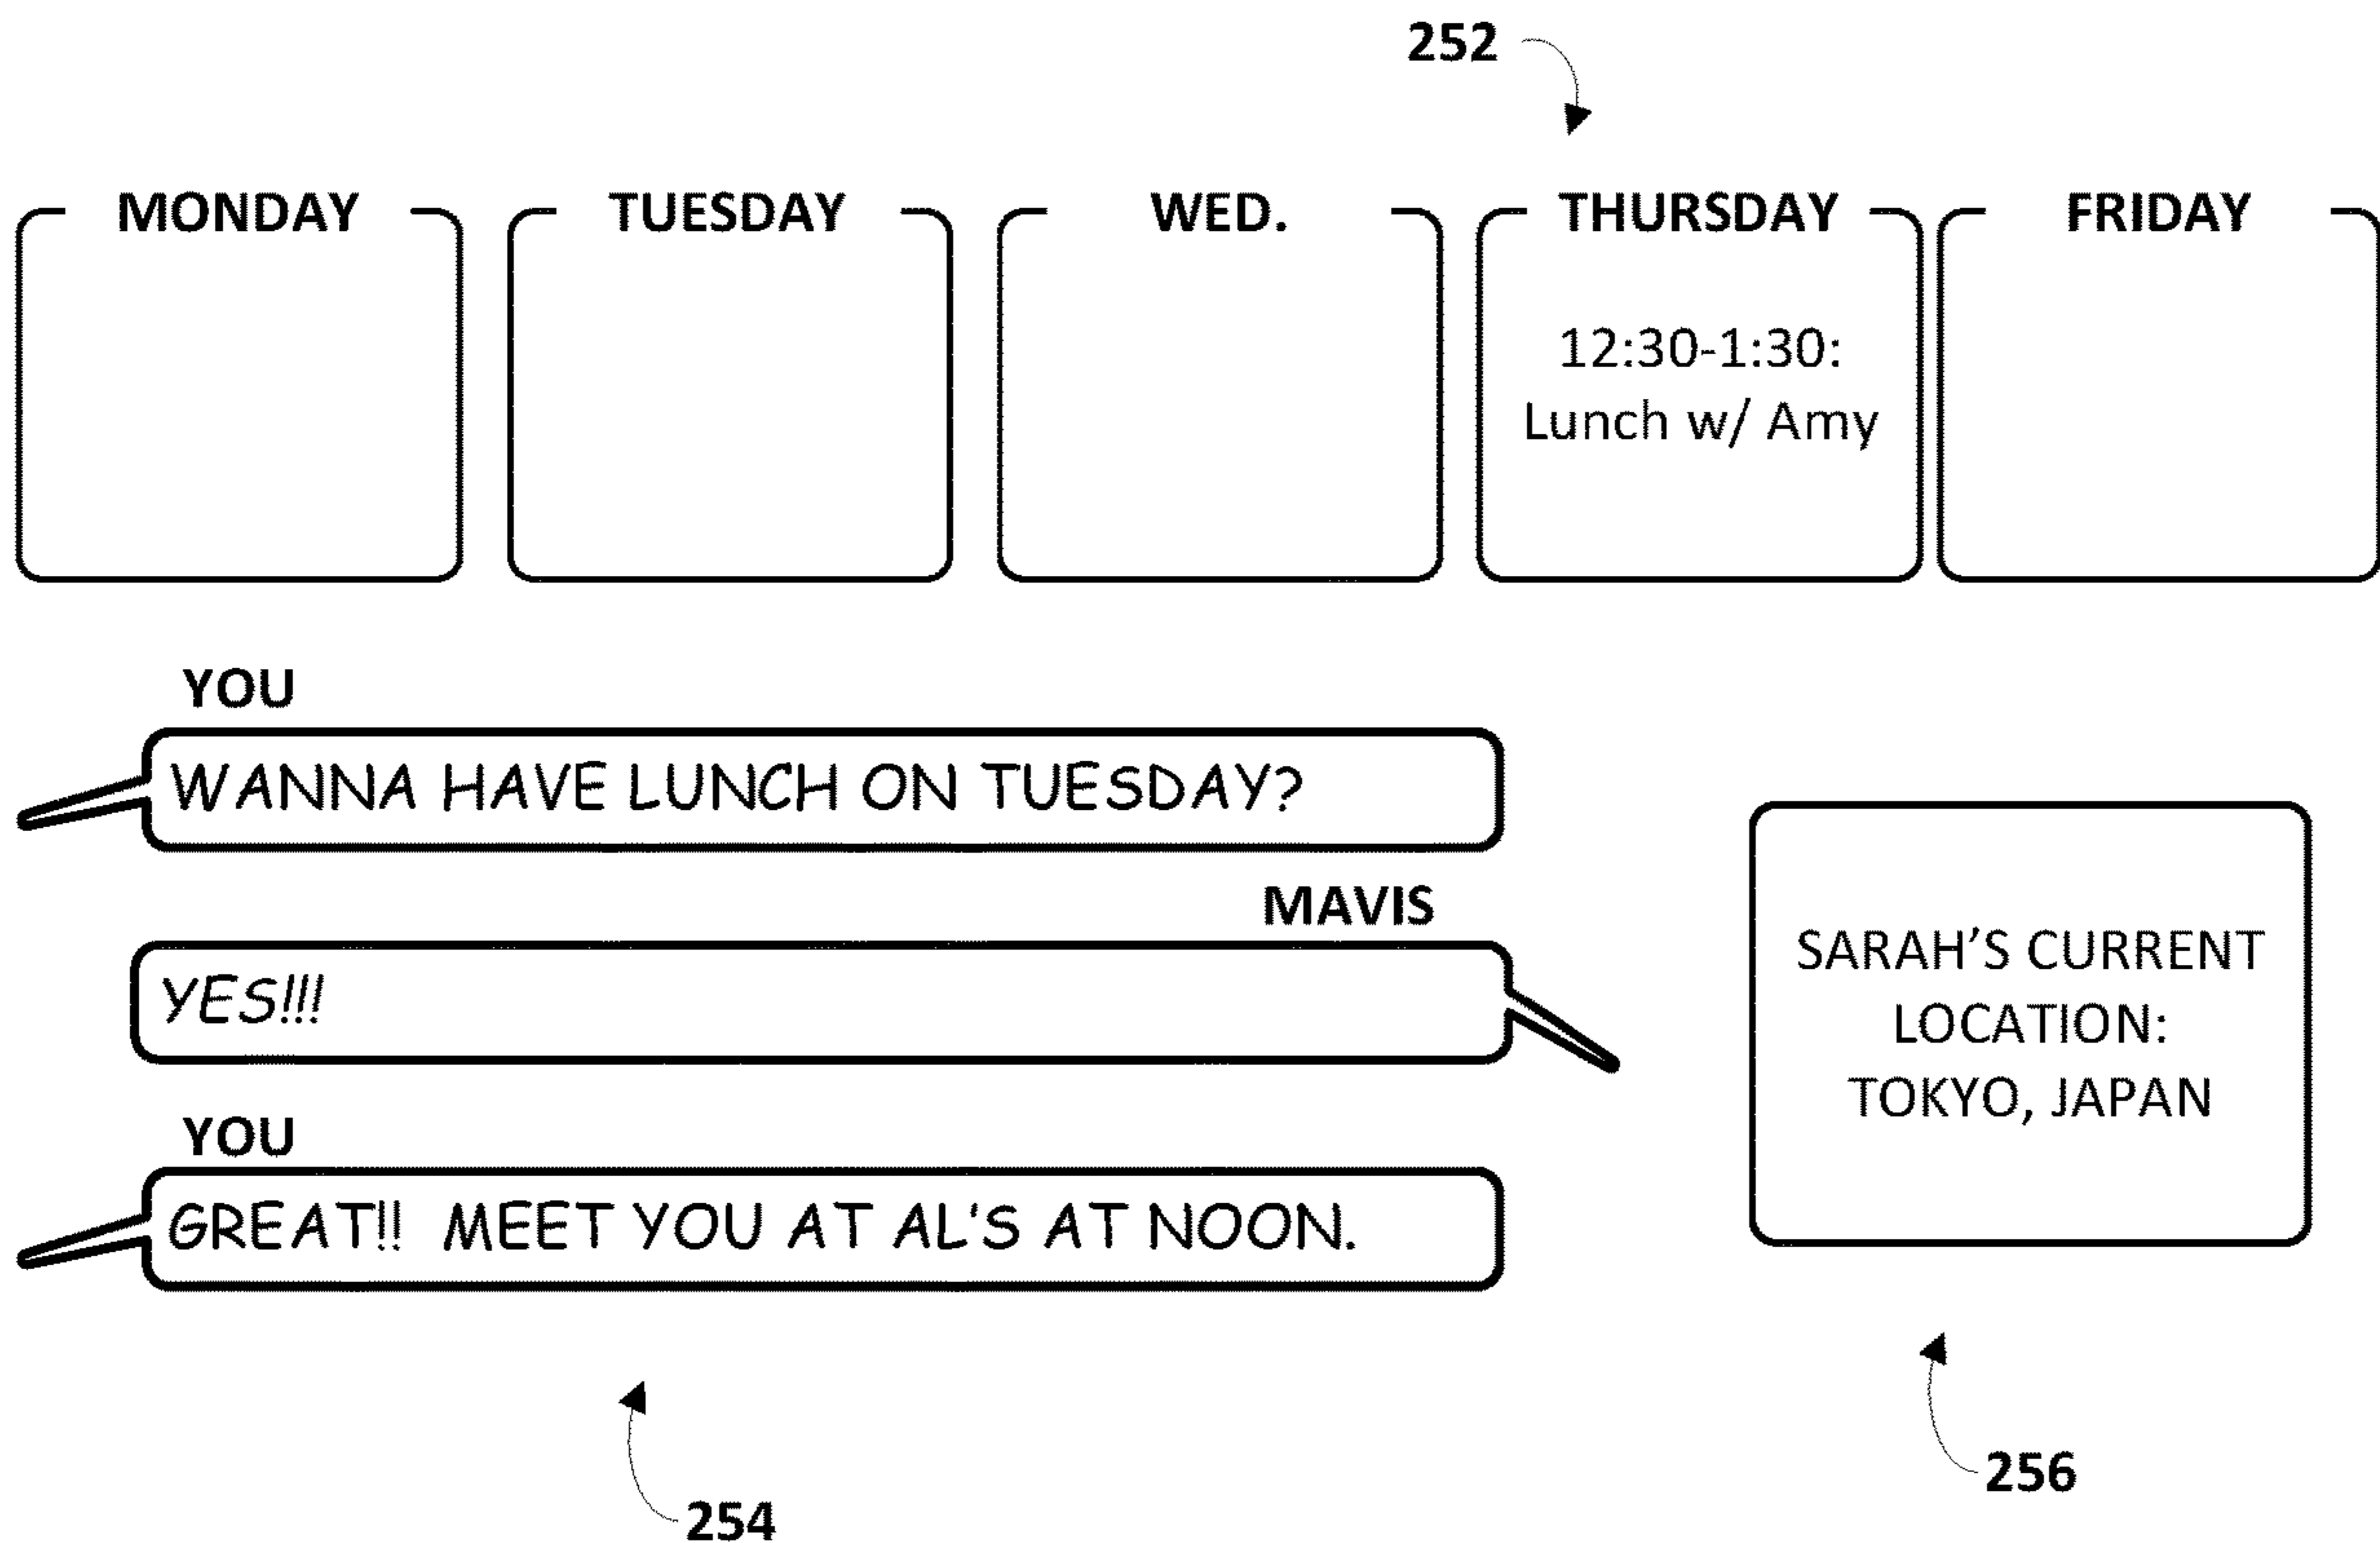 252
MONDAY TUESDAY WED. THURSDAY FRIDAY
12:30-1:30:
Lunch w/ Amy
YOU
WANNA HAVE LUNCH ON TUESDAY?
MAVIS
YES!!!
YOU
GREAT!! MEET YOU AT AL'S AT NOON.
SARAH'S CURRENT
LOCATION:
TOKYO, JAPAN
254
256